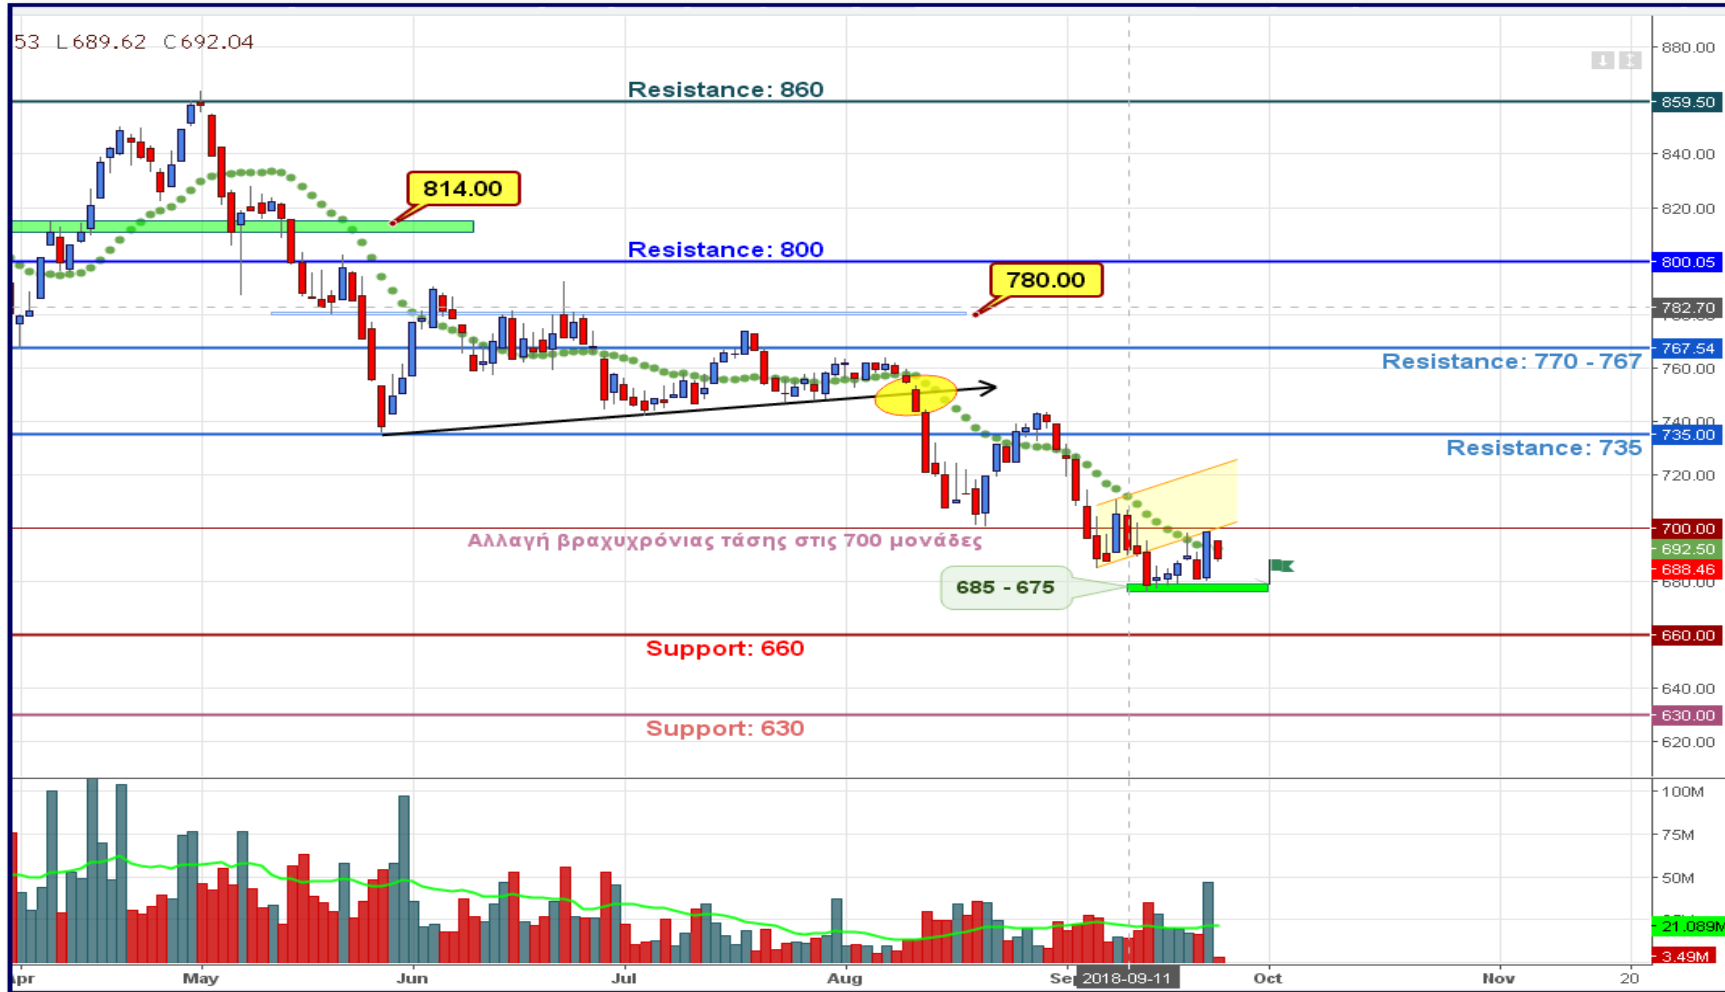 53 L689.62 C692.04
880.00
Resistance: 860
859.50
840.00
814.00
820.00
Resistance: 800
800.05
780.00
782.70
767.54
Resistance: 770 - 767
760.00
740.00
735.00
Resistance: 735
720.00
700.00
Αλλαγή βραχυχρόνιας τάσης στις 700 μονάδες
692.50
688.46
685 - 675
680.00
660.00
Support: 660
640.00
630.00
Support: 630
620.00
100M
75M
50M
21.089M
3.49M
May Jun Jul Aug 2018-09-11 Oct Nov 20